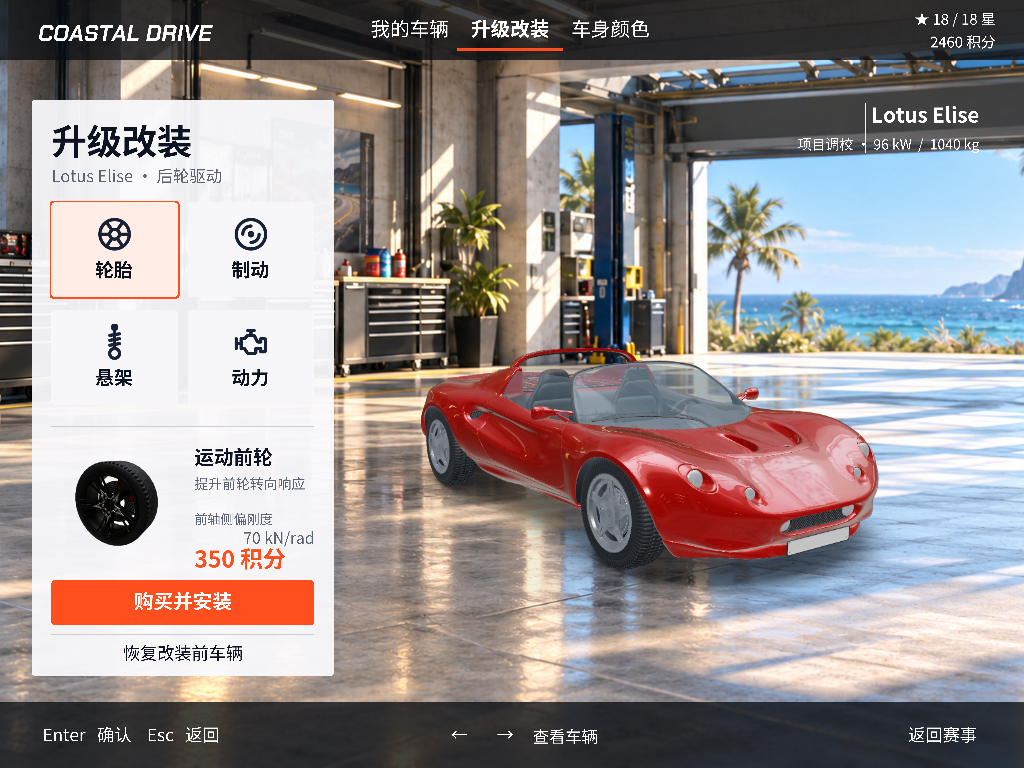 COASTAL DRIVE
我的车辆 升级改装 车身颜色
★ 18 / 18 星
2460 积分
Lotus Elise
项目调校 • 96 kW / 1040 kg
升级改装
Lotus Elise • 后轮驱动
轮胎 制动
悬架 动力
运动前轮
提升前轮转向响应
前轴侧偏刚度
70 kN/rad
350 积分
购买并安装
恢复改装前车辆
Enter 确认 Esc 返回
← → 查看车辆
返回赛事